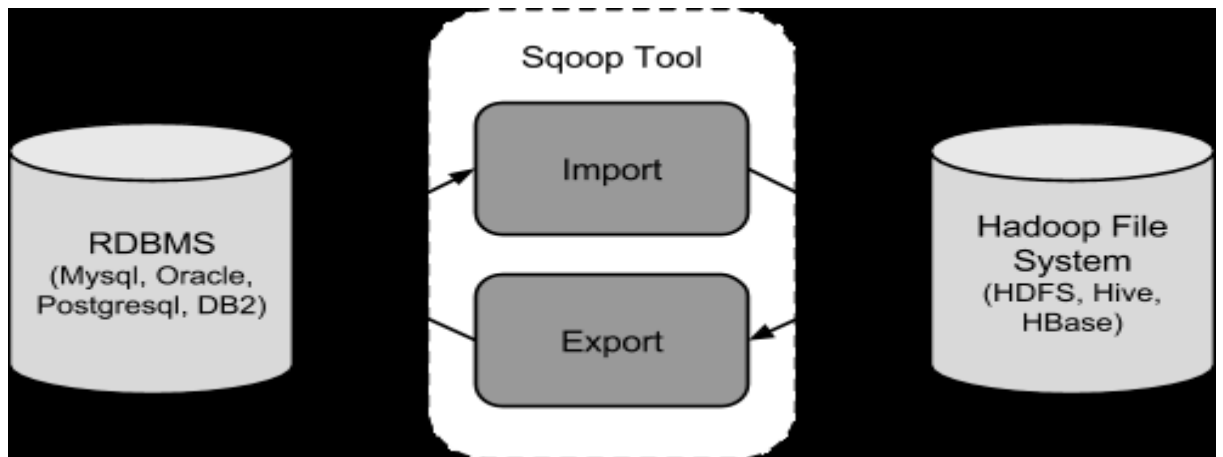 Sqoop Tool
Import
RDBMS
(Mysql, Oracle,
Postgresql, DB2)
Hadoop File
System
(HDFS, Hive,
HBase)
Export